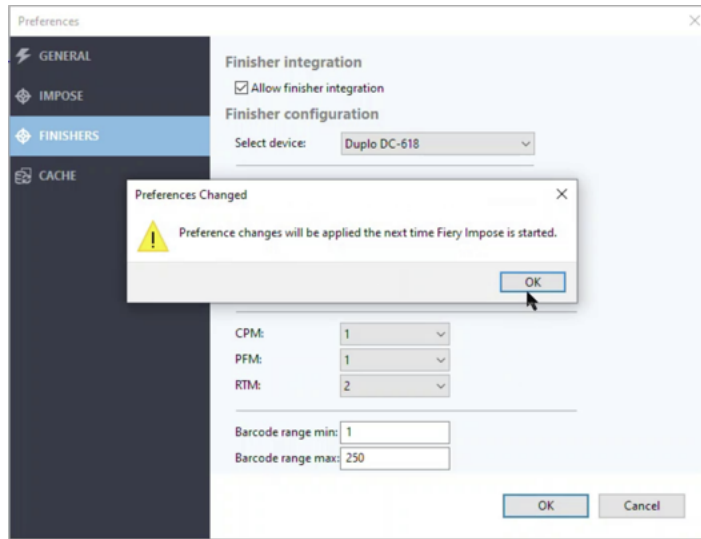 Preferences
GENERAL
IMPOSE
FINISHERS
CACHE
Finisher integration
Allow finisher integration
Finisher configuration
Select device: Duplo DC-618
Preferences Changed
Preference changes will be applied the next time Fiery Impose is started.
OK
CPM: 1
PFM: 1
RTM: 2
Barcode range min: 1
Barcode range max: 250
OK Cancel